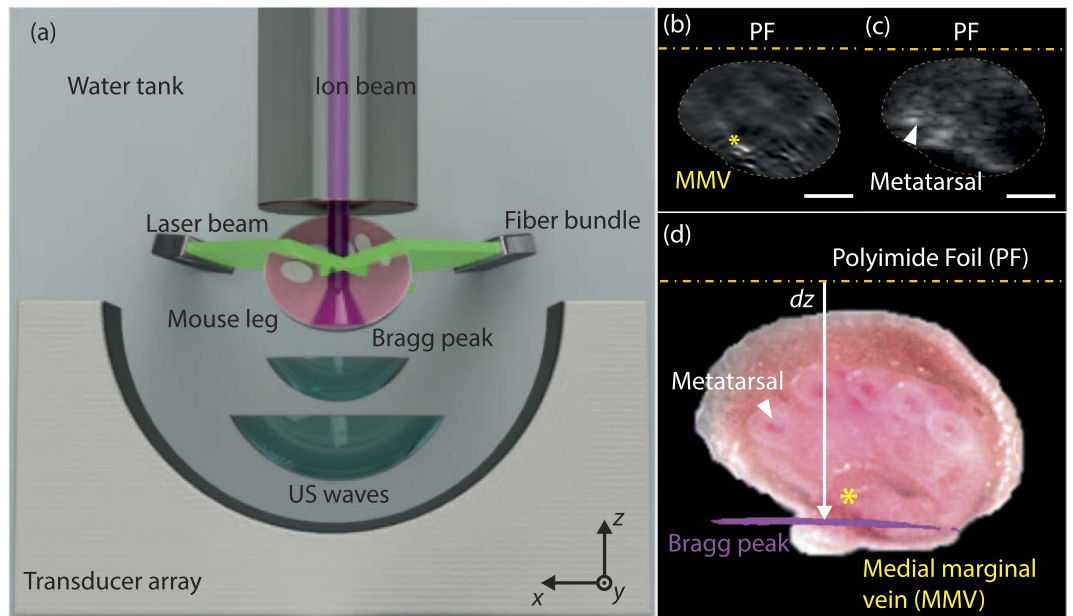 (a)
Water tank
Ion beam
Laser beam
Fiber bundle
Mouse leg
Bragg peak
US waves
Transducer array
z
x
y
(b)
PF
MMV
(c)
PF
Metatarsal
(d)
Polyimide Foil (PF)
dz
Metatarsal
Bragg peak
Medial marginal
vein (MMV)